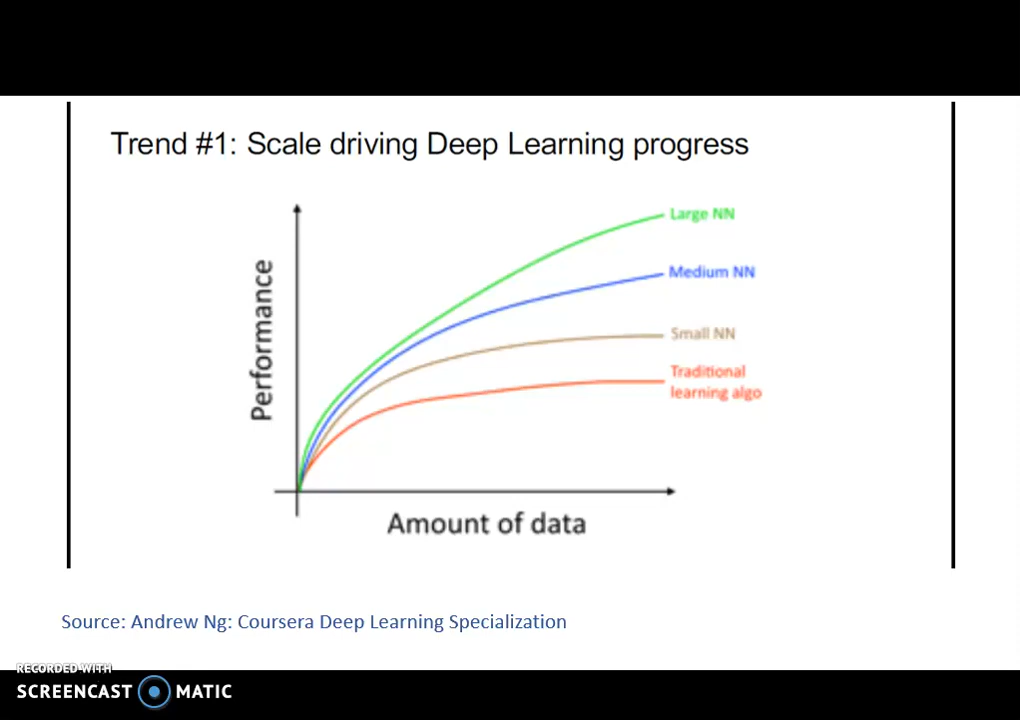 Trend #1: Scale driving Deep Learning progress
Large NN
Medium NN
Small NN
Traditional
learning algo
Performance
Amount of data
Source: Andrew Ng: Coursera Deep Learning Specialization
RECORDED WITH
SCREENCAST MATIC